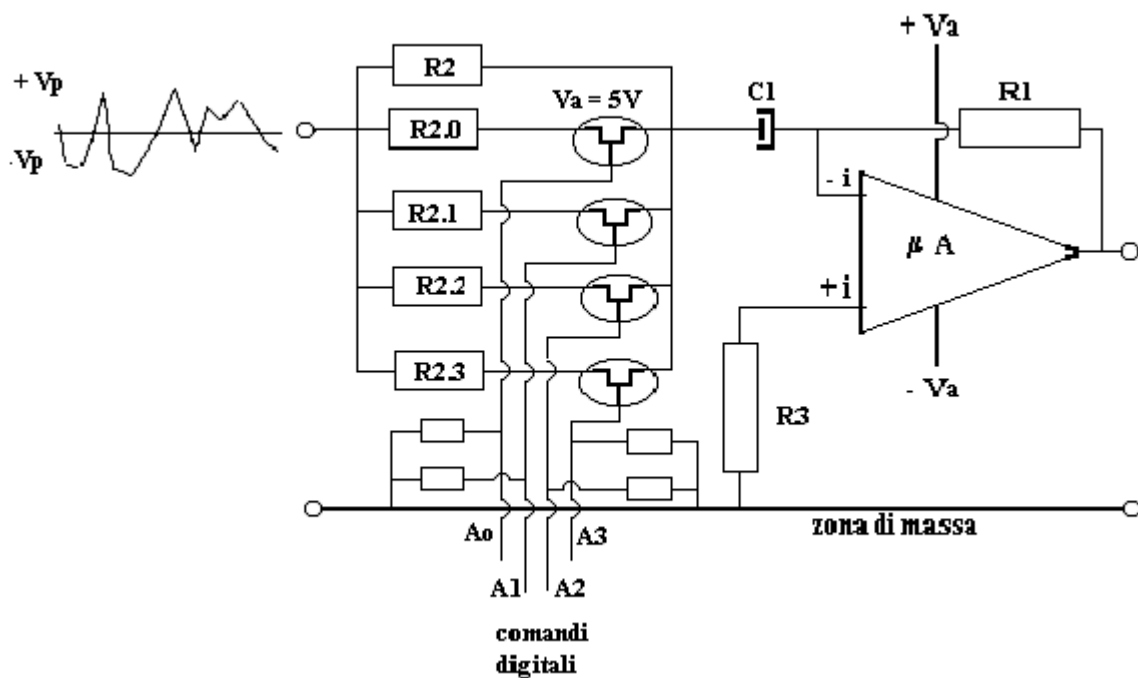 + Va
R2
C1
R1
+ Vp
Va = 5V
R2.0
-Vp
- i
R2.1
μ A
R2.2
+i
R2.3
- Va
R3
Ao
A3
zona di massa
A1
A2
comandi
digitali